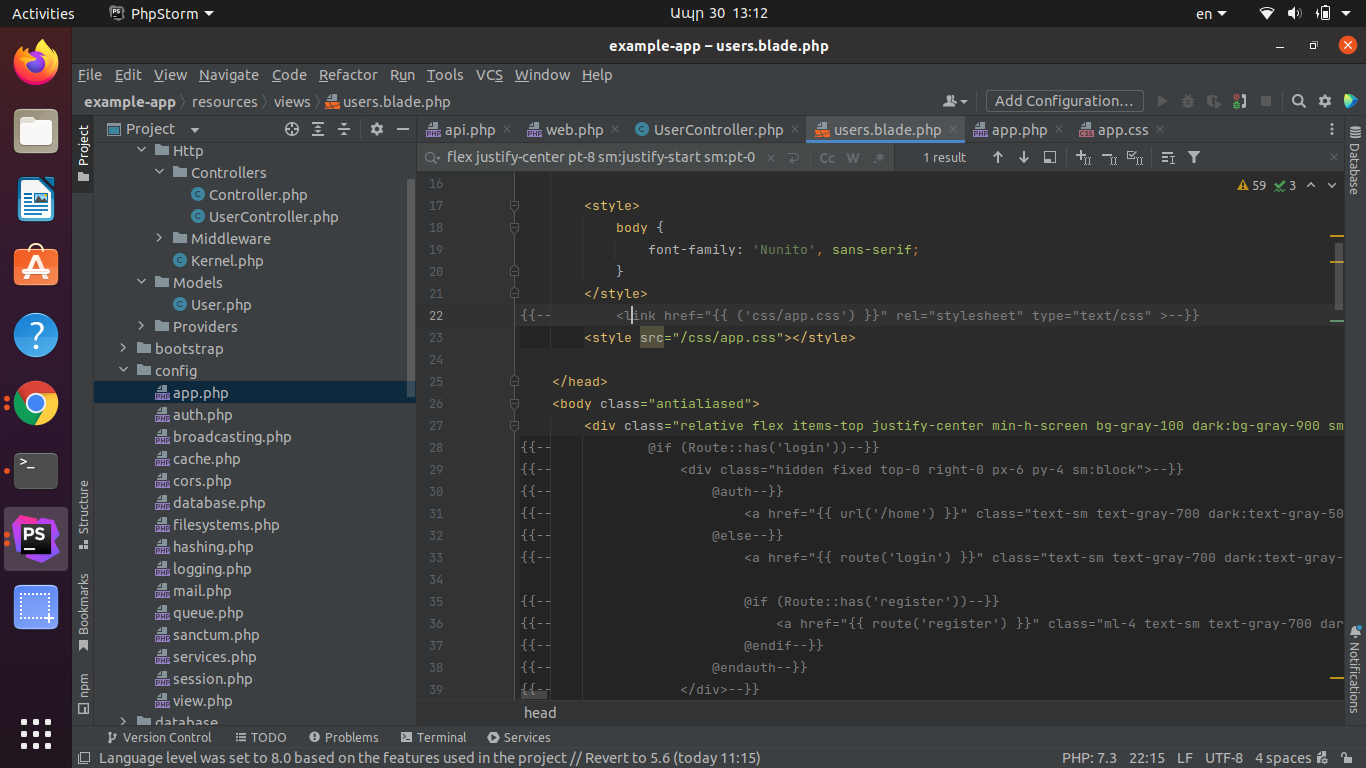 Activities PhpStorm Ապր 30 13:12 en
example-app – users.blade.php
File Edit View Navigate Code Refactor Run Tools VCS Window Help
example-app resources views users.blade.php Add Configuration...
Project
Project
api.php web.php UserController.php users.blade.php app.php app.css
flex justify-center pt-8 sm:justify-start sm:pt-0 Cc W .* 1 result
Http
Controllers
Controller.php
UserController.php
Middleware
Kernel.php
Models
User.php
Providers
bootstrap
config
app.php
auth.php
broadcasting.php
cache.php
cors.php
database.php
filesystems.php
hashing.php
logging.php
mail.php
queue.php
sanctum.php
services.php
session.php
view.php
database
Structure
Bookmarks
npm
59 3
16
17 <style>
18 body {
19 font-family: 'Nunito', sans-serif;
20 }
21 </style>
22 {{-- <link href="{{ ('css/app.css') }}" rel="stylesheet" type="text/css" >--}}
23 <style src="/css/app.css"></style>
24
25 </head>
26 <body class="antialiased">
27 <div class="relative flex items-top justify-center min-h-screen bg-gray-100 dark:bg-gray-900 sm
28 {{-- @if (Route::has('login'))--}}
29 {{-- <div class="hidden fixed top-0 right-0 px-6 py-4 sm:block">--}}
30 {{-- @auth--}}
31 {{-- <a href="{{ url('/home') }}" class="text-sm text-gray-700 dark:text-gray-50
32 {{-- @else--}}
33 {{-- <a href="{{ route('login') }}" class="text-sm text-gray-700 dark:text-gray-
34
35 {{-- @if (Route::has('register'))--}}
36 {{-- <a href="{{ route('register') }}" class="ml-4 text-sm text-gray-700 dar
37 {{-- @endif--}}
38 {{-- @endauth--}}
39 {{-- </div>--}}
head
Database
Notifications
Version Control TODO Problems Terminal Services
Language level was set to 8.0 based on the features used in the project // Revert to 5.6 (today 11:15) PHP: 7.3 22:15 LF UTF-8 4 spaces